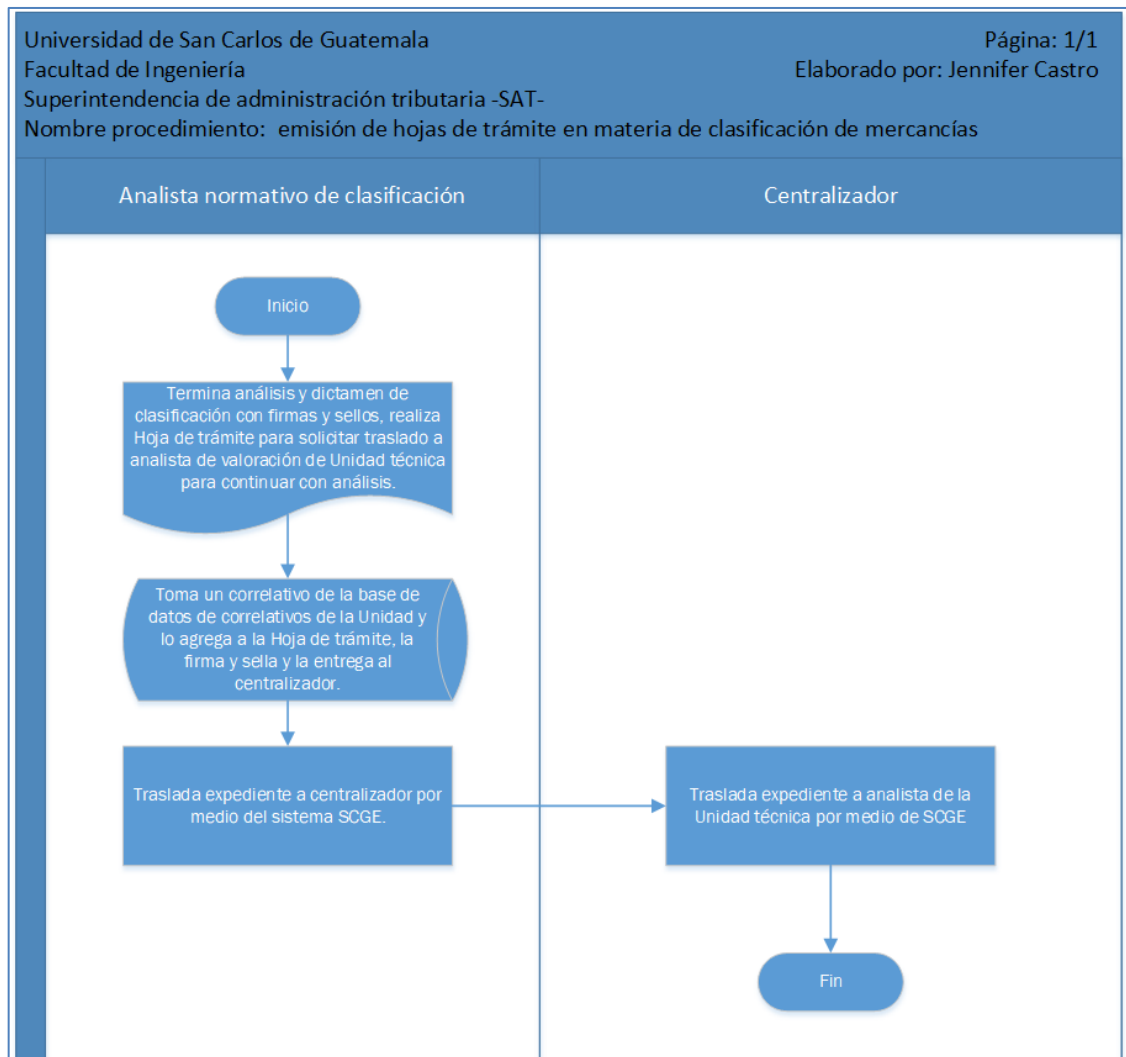 Universidad de San Carlos de Guatemala
Página: 1/1
Facultad de Ingeniería
Elaborado por: Jennifer Castro
Superintendencia de administración tributaria -SAT-
Nombre procedimiento: emisión de hojas de trámite en materia de clasificación de mercancías
Analista normativo de clasificación
Centralizador
Inicio
Termina análisis y dictamen de
clasificación con firmas y sellos, realiza
Hoja de trámite para solicitar traslado a
analista de valoración de Unidad técnica
para continuar con análisis.
Toma un correlativo de la base de
datos de correlativos de la Unidad y
lo agrega a la Hoja de trámite, la
firma y sella y la entrega al
centralizador.
Traslada expediente a centralizador por
medio del sistema SCGE.
Traslada expediente a analista de la
Unidad técnica por medio de SCGE
Fin